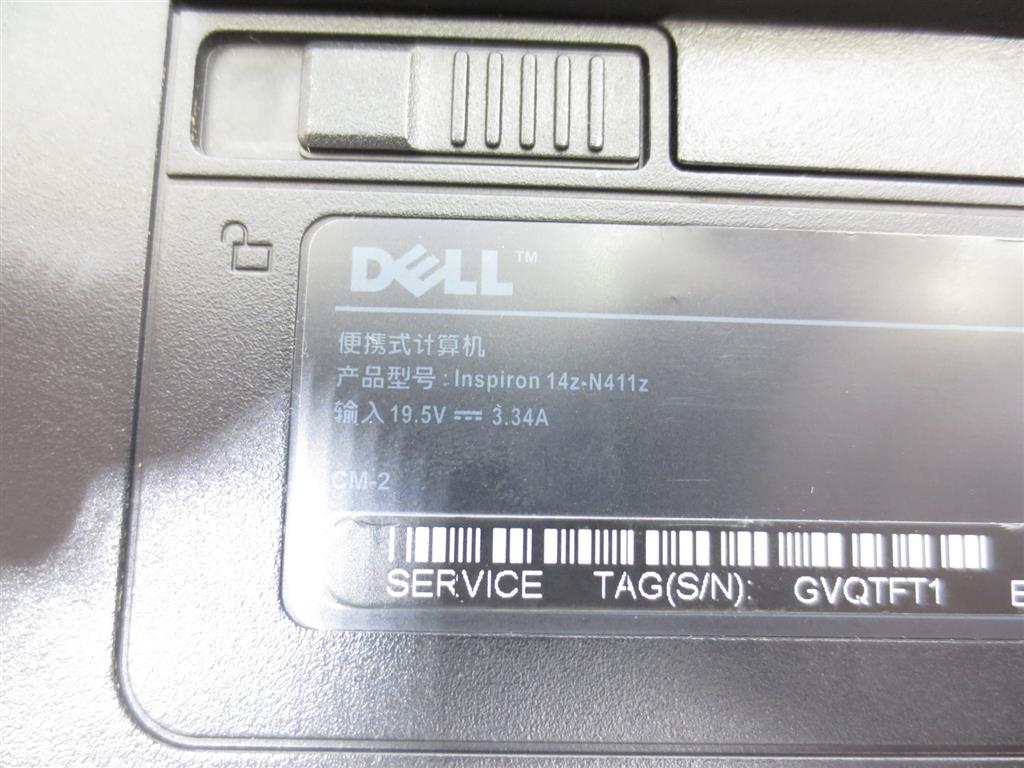 DELL™
便携式计算机
产品型号：Inspiron 14z-N411z
输入 19.5V ⎓ 3.34A
CM-2
SERVICE TAG(S/N): GVQTFT1